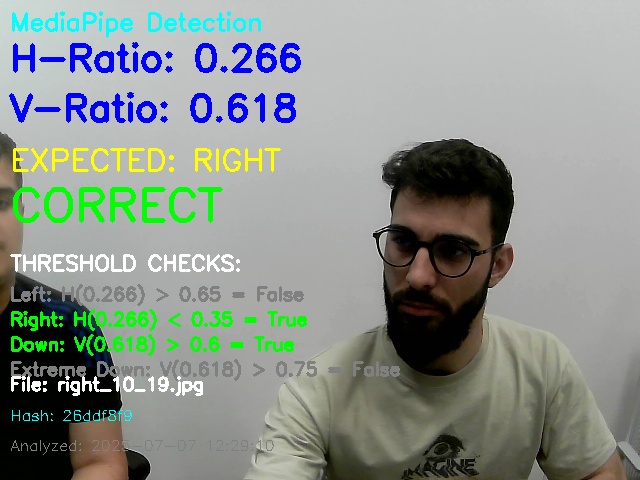 MediaPipe Detection
H-Ratio: 0.266
V-Ratio: 0.618
EXPECTED: RIGHT
CORRECT
THRESHOLD CHECKS:
Left: H(0.266) > 0.65 = False
Right: H(0.266) < 0.35 = True
Down: V(0.618) > 0.6 = True
Extreme Down: V(0.618) > 0.75 = False
File: right_10_19.jpg
Hash: 26ddf8f9
Analyzed: 2025-07-07 12:29:10
IMAGINE